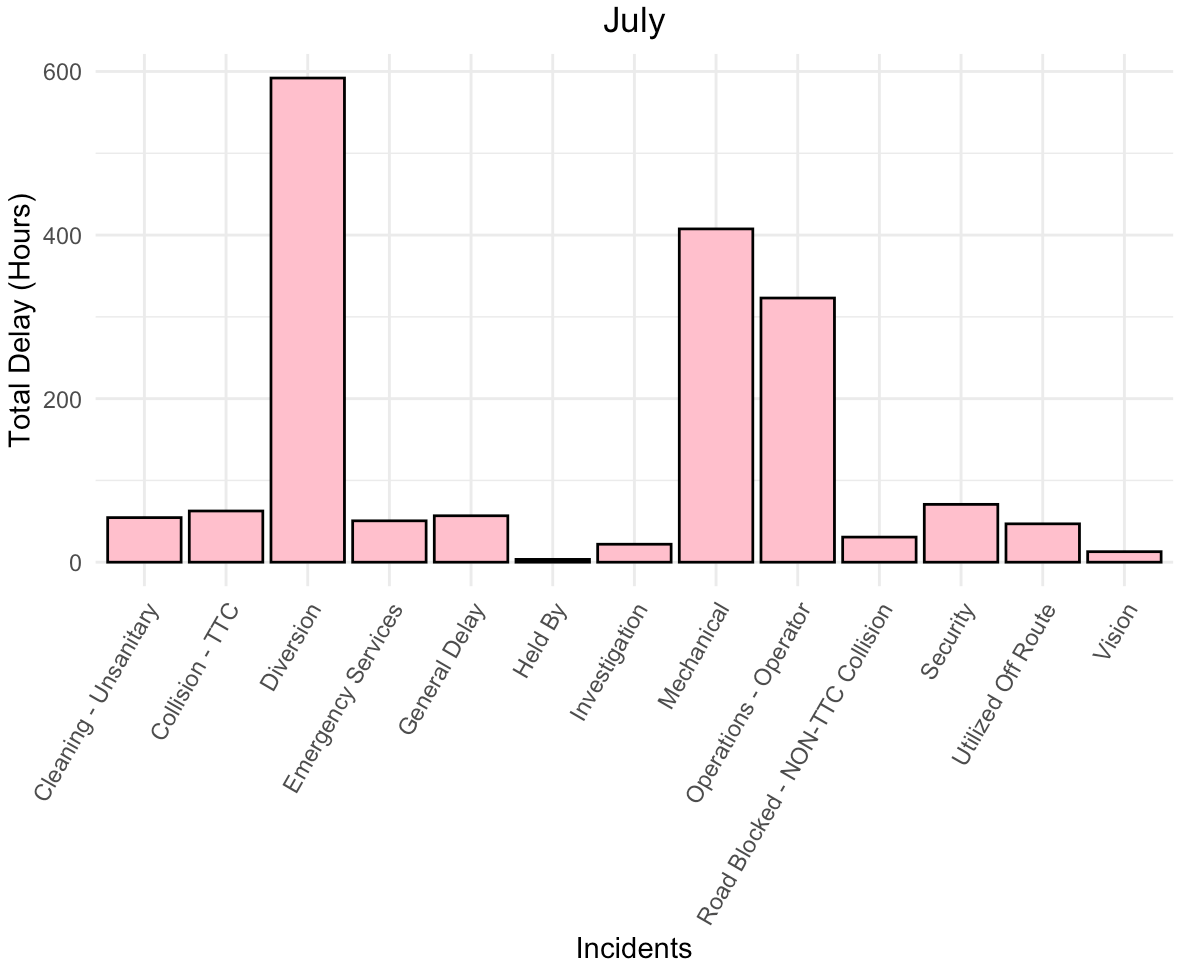 July
Total Delay (Hours)
600
400
200
0
Cleaning - Unsanitary
Collision - TTC
Diversion
Emergency Services
General Delay
Held By
Investigation
Mechanical
Operations - Operator
Road Blocked - NON-TTC Collision
Security
Utilized Off Route
Vision
Incidents